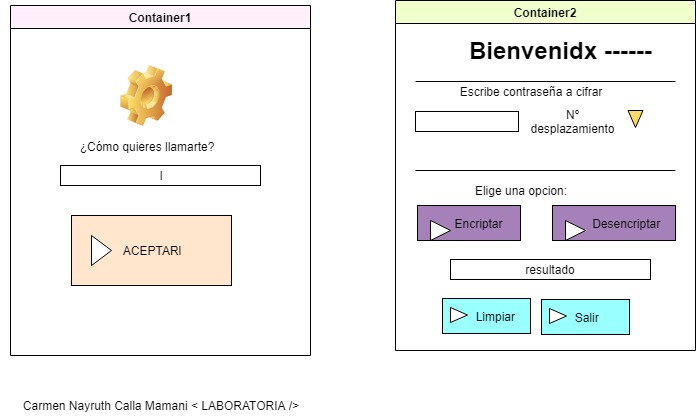 Container1
¿Cómo quieres llamarte?
I
ACEPTARI
Container2
Bienvenidx ------
Escribe contraseña a cifrar
Nº
desplazamiento
Elige una opcion:
Encriptar
Desencriptar
resultado
Limpiar
Salir
Carmen Nayruth Calla Mamani < LABORATORIA />